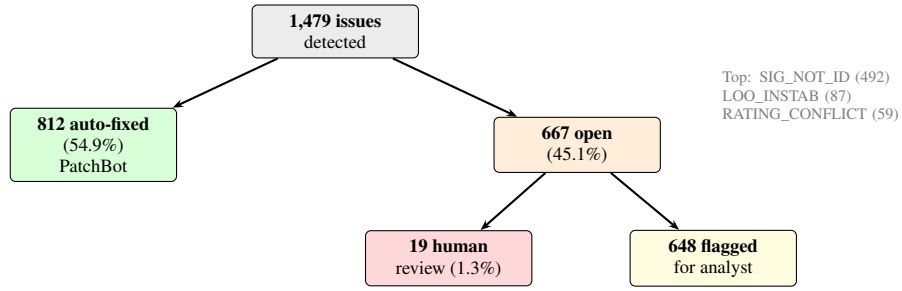 1,479 issues
detected
Top: SIG_NOT_ID (492)
LOO_INSTAB (87)
RATING_CONFLICT (59)
812 auto-fixed
(54.9%)
PatchBot
667 open
(45.1%)
19 human
review (1.3%)
648 flagged
for analyst